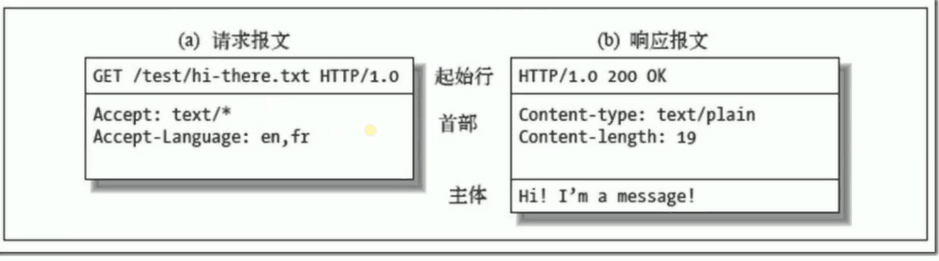 (a) 请求报文
GET /test/hi-there.txt HTTP/1.0
Accept: text/*
Accept-Language: en,fr
起始行
首部
主体
(b) 响应报文
HTTP/1.0 200 OK
Content-type: text/plain
Content-length: 19
Hi! I'm a message!